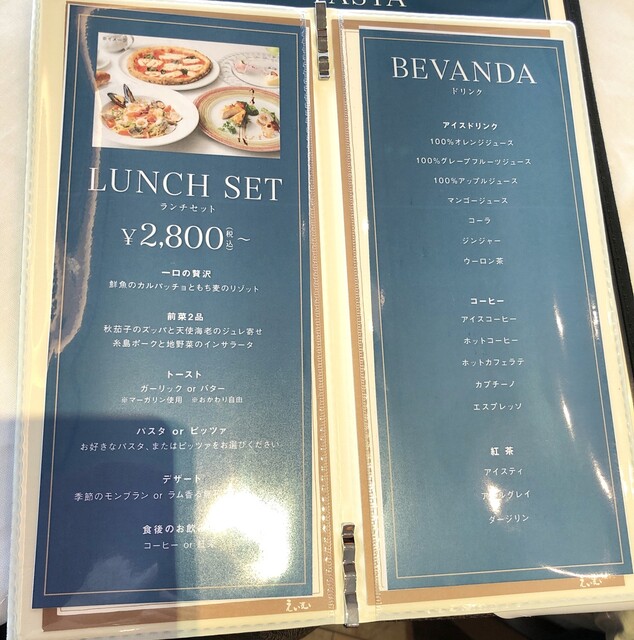 PASTA
LUNCH SET
ランチセット
¥2,800(税込)～
一口の贅沢
鮮魚のカルパッチョともち麦のリゾット
前菜2品
秋茄子のズッパと天使海老のジュレ寄せ
糸島ポークと地野菜のインサラータ
トースト
ガーリック or バター
※マーガリン使用 ※おかわり自由
パスタ or ピッツァ
お好きなパスタ、またはピッツァをお選びください
デザート
季節のモンブラン or ラム香る
食後のお飲
コーヒー or
BEVANDA
ドリンク
アイスドリンク
100%オレンジジュース
100%グレープフルーツジュース
100%アップルジュース
マンゴージュース
コーラ
ジンジャー
ウーロン茶
コーヒー
アイスコーヒー
ホットコーヒー
ホットカフェラテ
カプチーノ
エスプレッソ
紅茶
アイスティ
アールグレイ
ダージリン